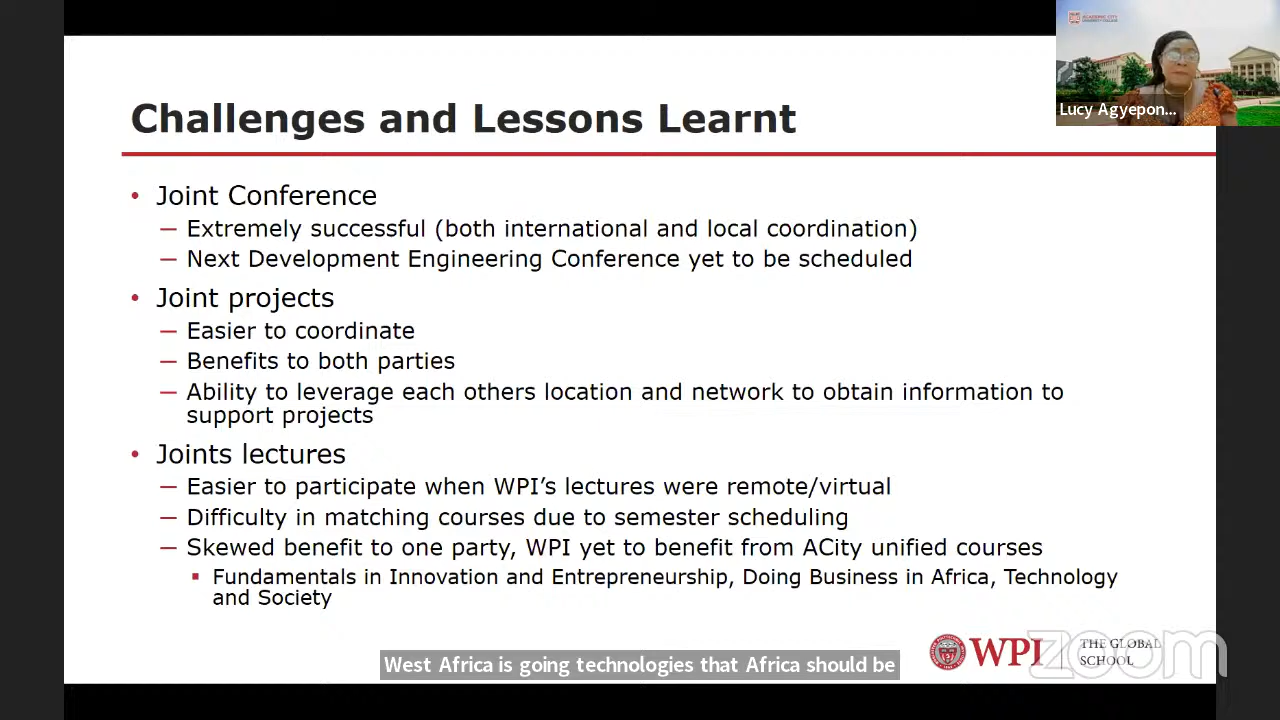 ACADEMIC CITY
UNIVERSITY COLLEGE
Lucy Agyepon...
Challenges and Lessons Learnt
• Joint Conference
— Extremely successful (both international and local coordination)
— Next Development Engineering Conference yet to be scheduled
• Joint projects
— Easier to coordinate
— Benefits to both parties
— Ability to leverage each others location and network to obtain information to
support projects
• Joints lectures
— Easier to participate when WPI’s lectures were remote/virtual
— Difficulty in matching courses due to semester scheduling
— Skewed benefit to one party, WPI yet to benefit from ACity unified courses
▪ Fundamentals in Innovation and Entrepreneurship, Doing Business in Africa, Technology
and Society
WPI
THE GLOBAL
SCHOOL
zoom
West Africa is going technologies that Africa should be